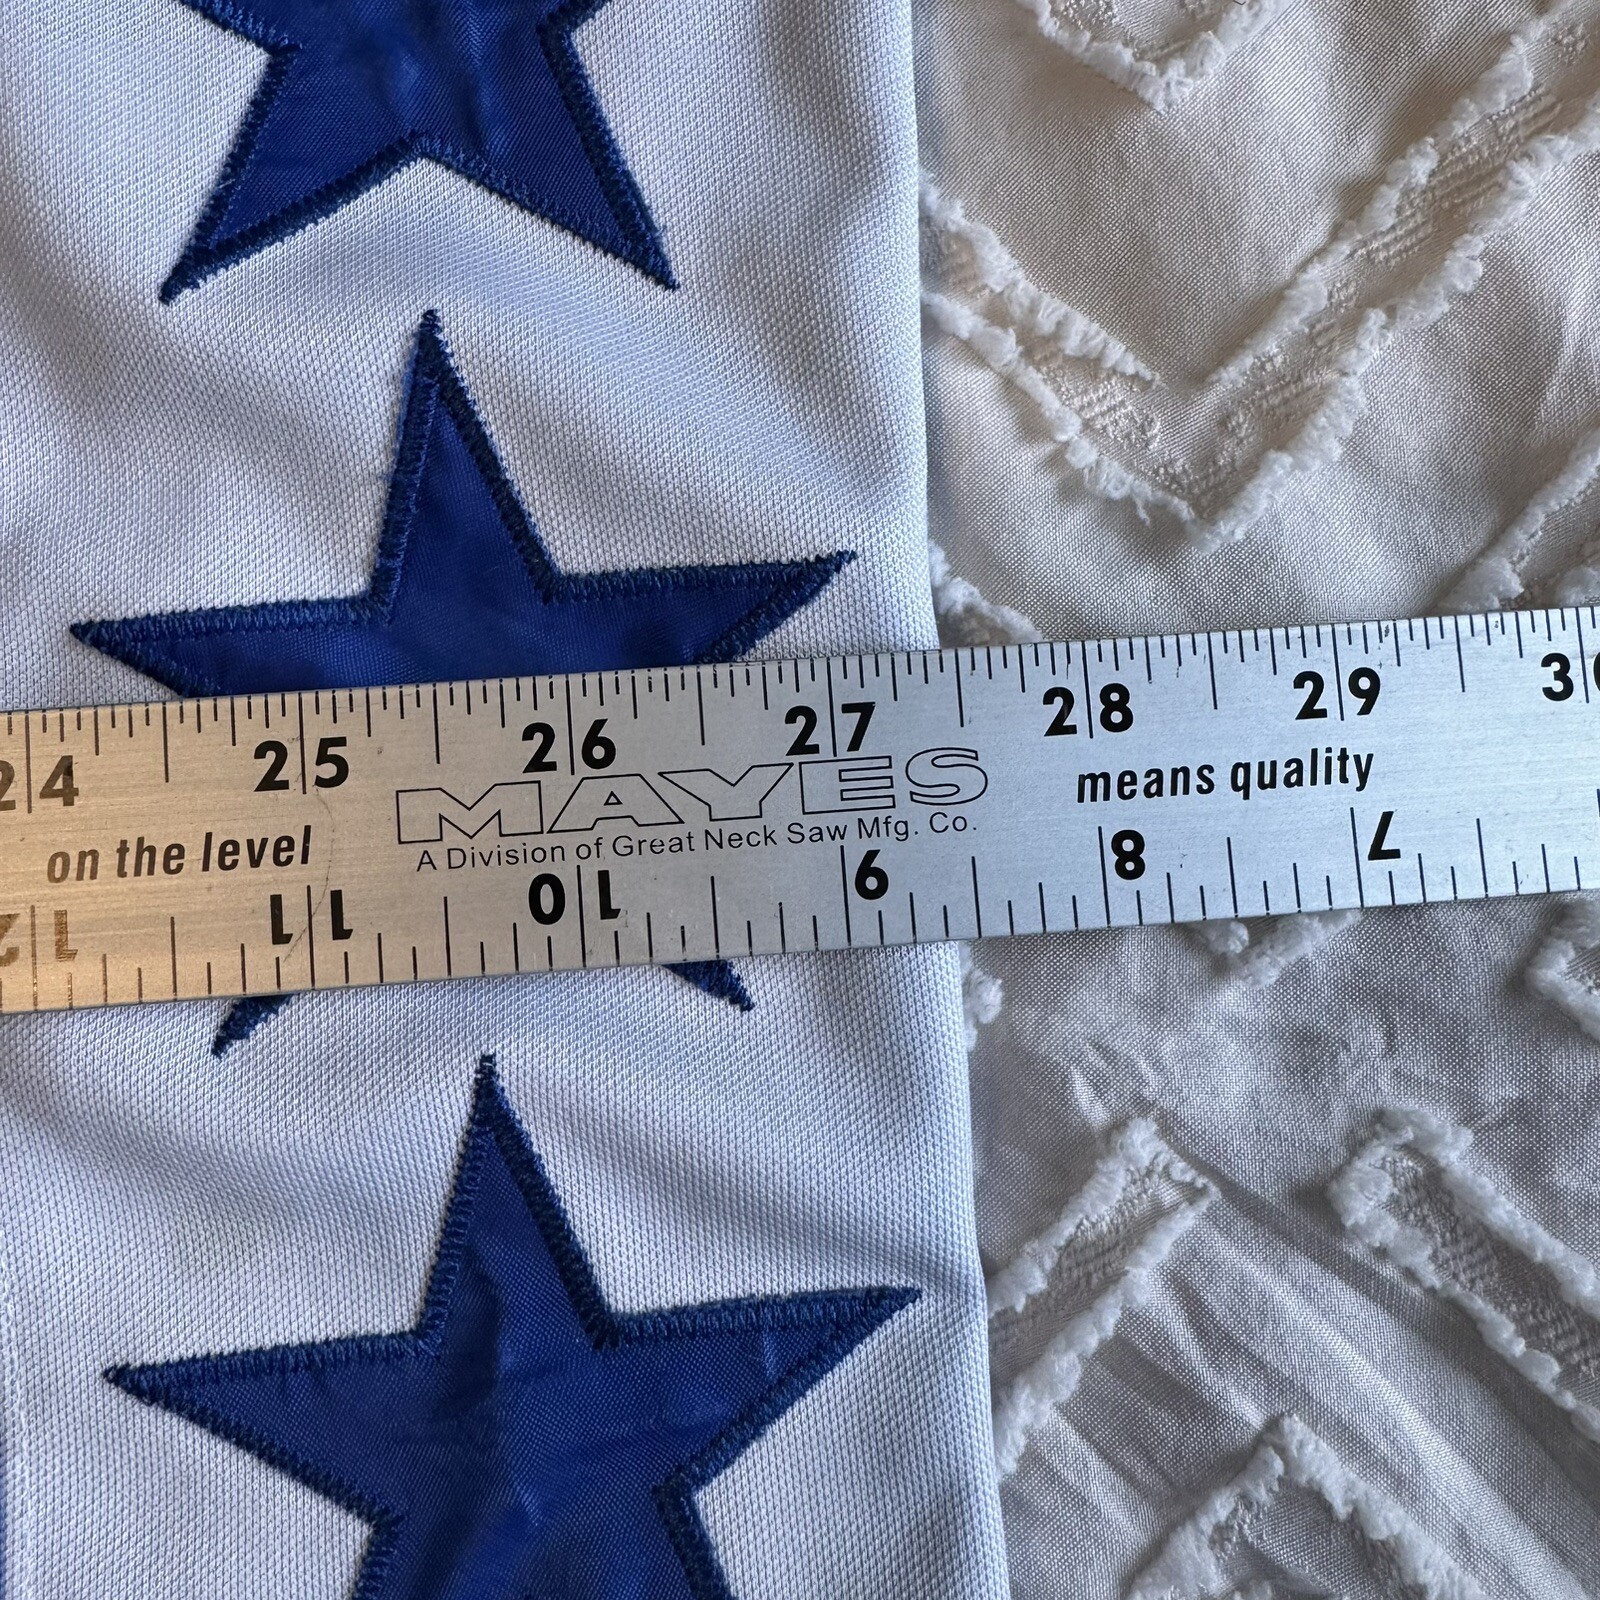 24 25 26 27 28 29 30
MAYES
means quality
on the level
A Division of Great Neck Saw Mfg. Co.
12 11 10 9 8 7